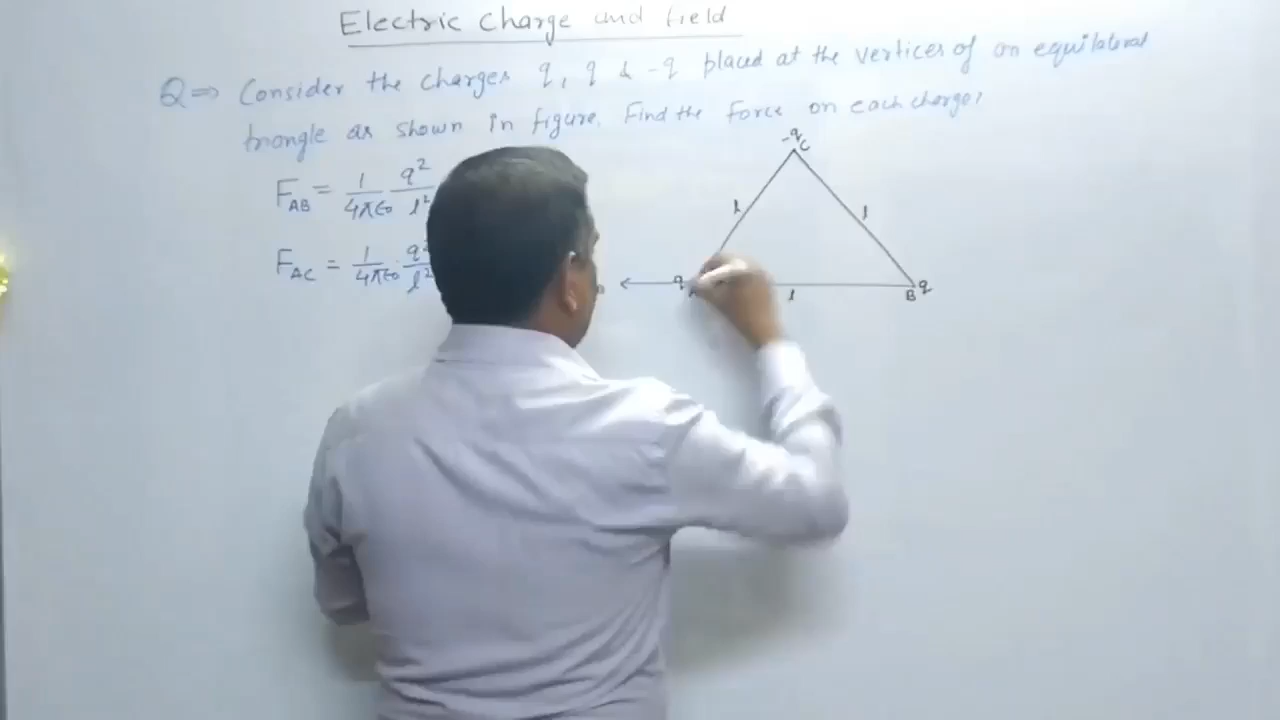 Electric Charge and field
Q⇒ Consider the charges q, q & -q placed at the vertices of an equilateral
triangle as shown in figure. Find the force on each charge?
F_AB = 1/4πϵ₀ q²/l²
F_AC = 1/4πϵ₀ · q²/l²
-q
C
l
l
q
l
B q